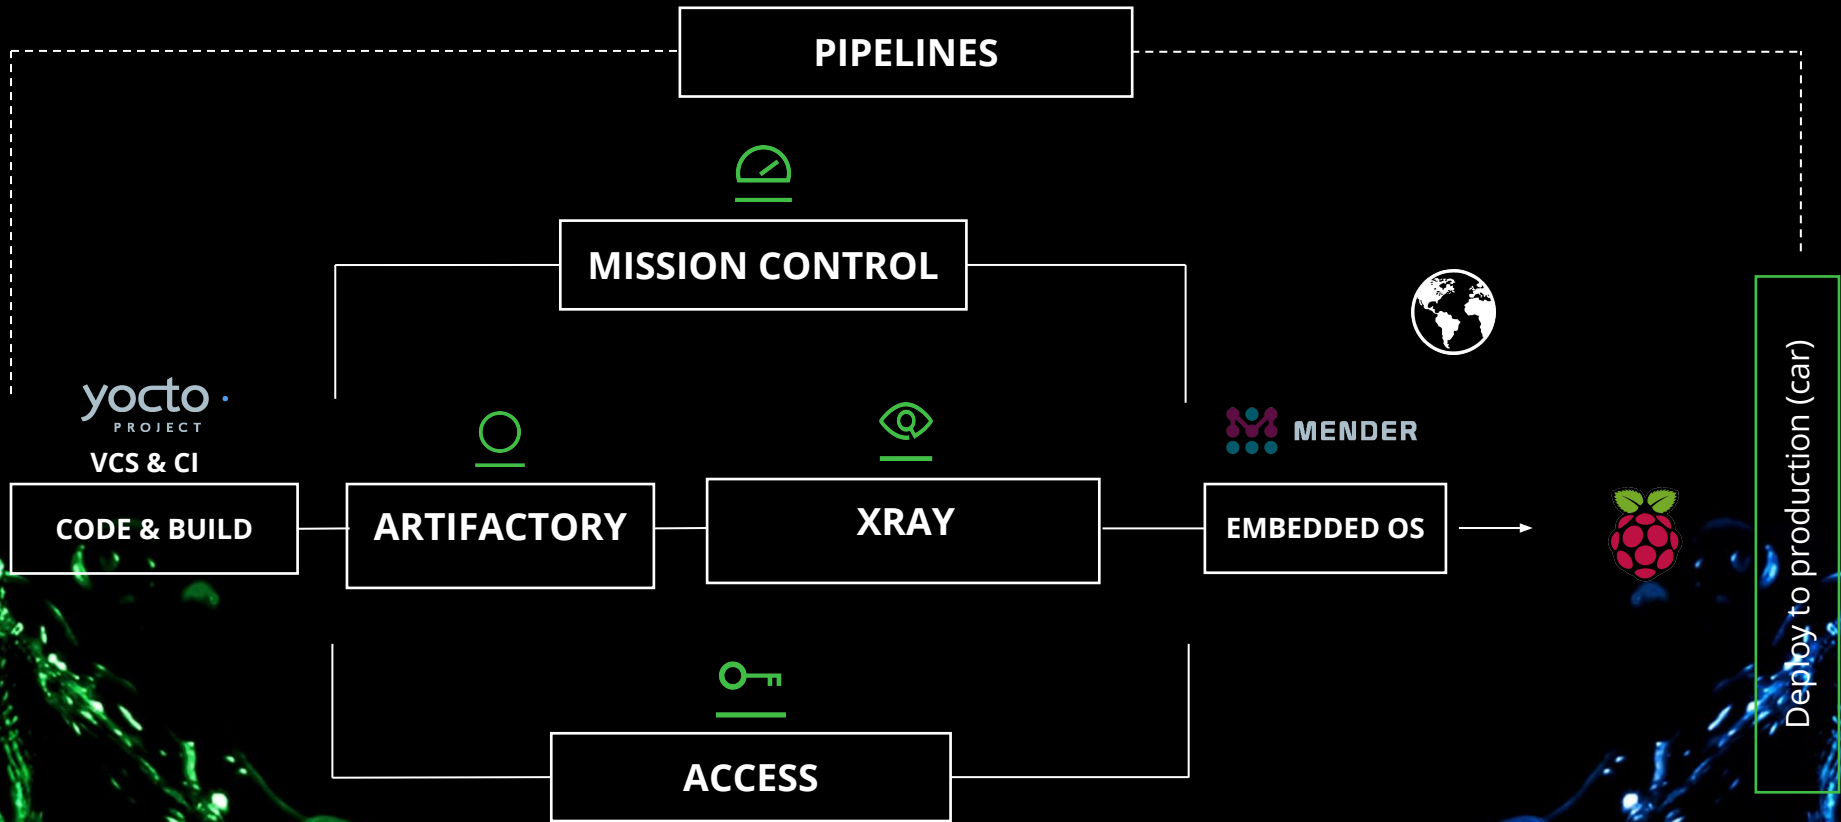 PIPELINES
MISSION CONTROL
yocto
PROJECT
VCS & CI
CODE & BUILD
ARTIFACTORY
XRAY
MENDER
EMBEDDED OS
Deploy to production (car)
ACCESS